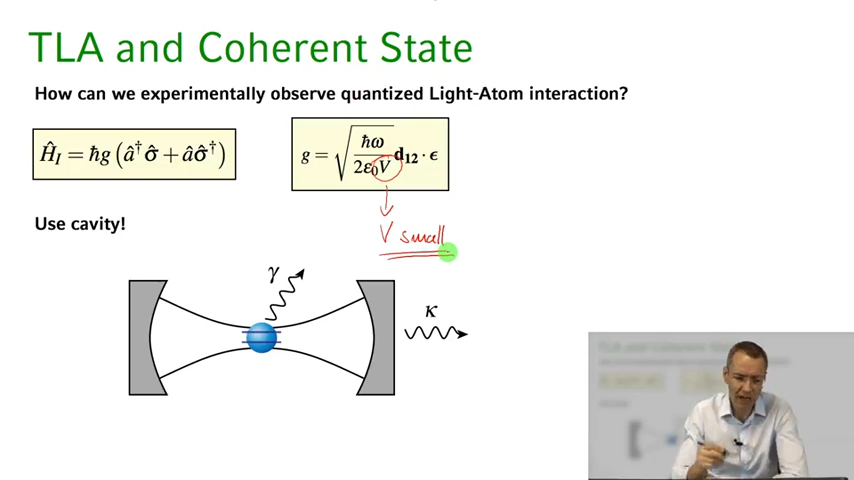 TLA and Coherent State
How can we experimentally observe quantized Light-Atom interaction?
Ĥ_I = ħg(â†σ̂ + âσ̂†)
g = √(ħω / 2ε₀V) d₁₂ · ϵ
Use cavity!
V small
γ
κ